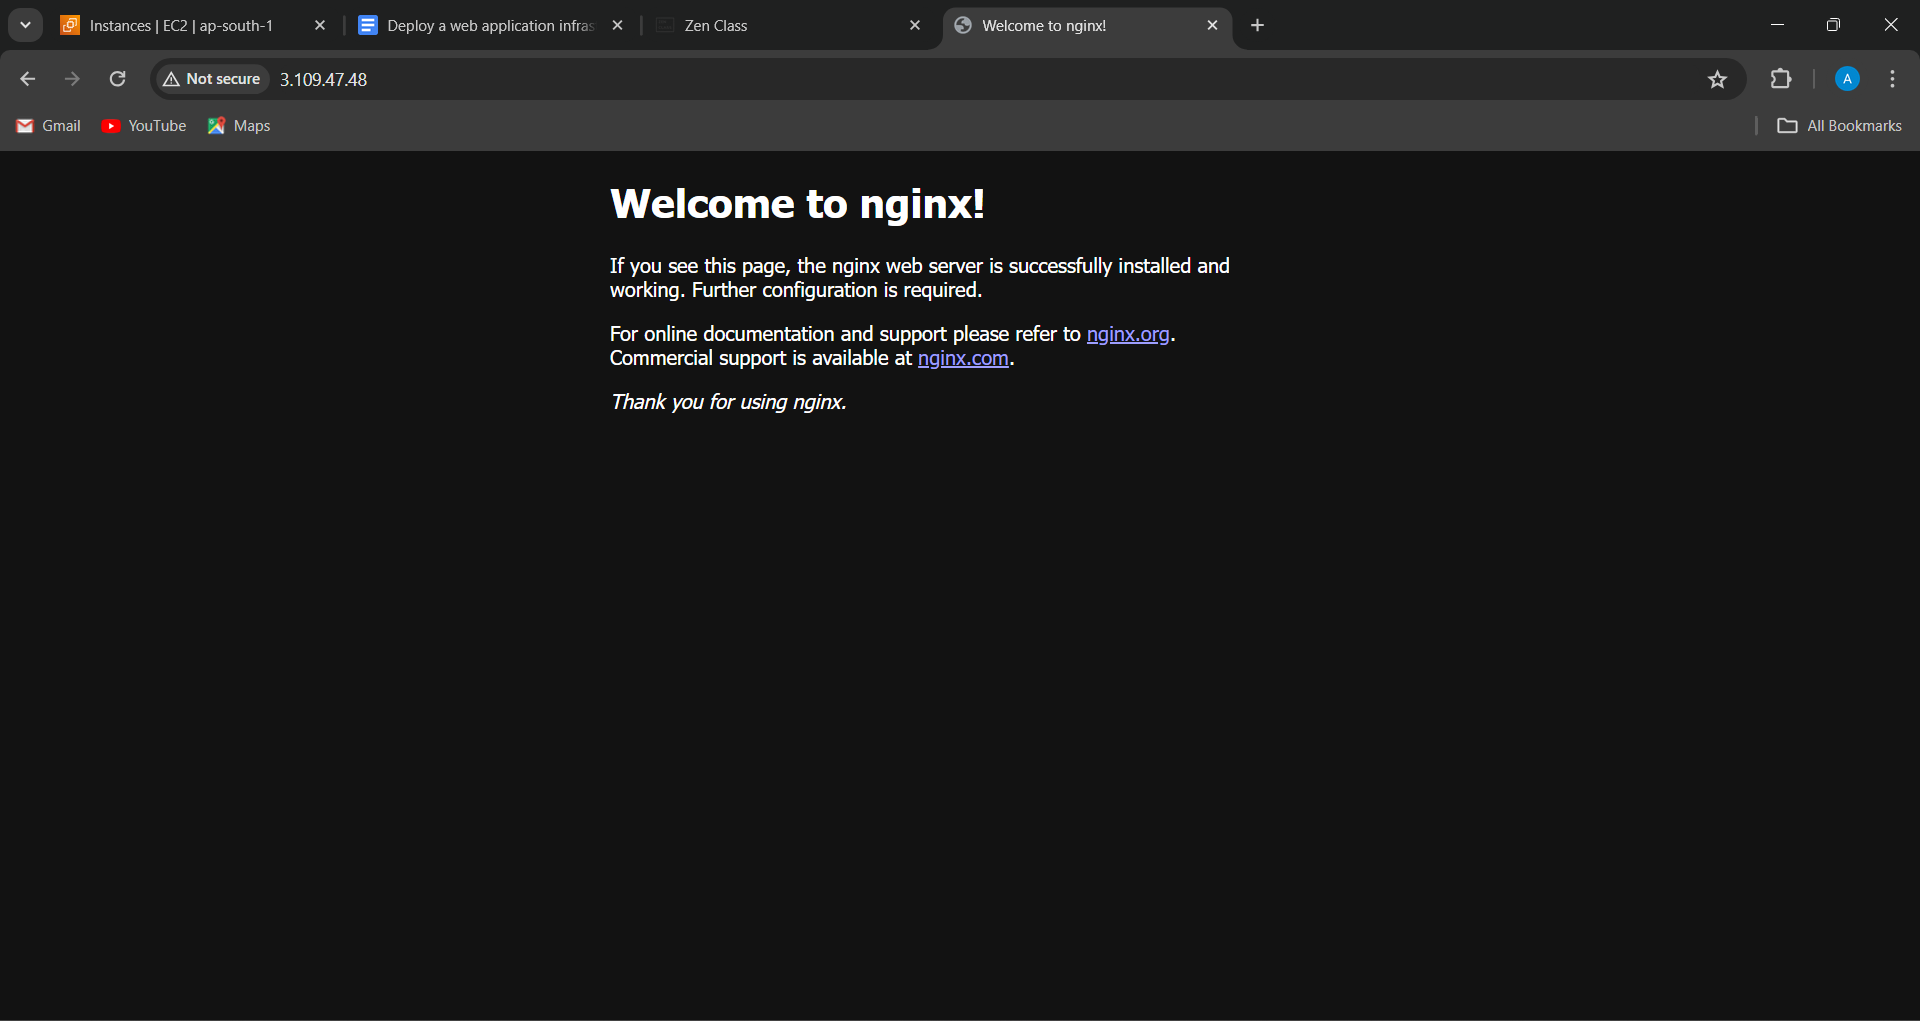 Instances | EC2 | ap-south-1
Deploy a web application infras
Zen Class
Welcome to nginx!
Not secure
3.109.47.48
A
Gmail
YouTube
Maps
All Bookmarks
Welcome to nginx!
If you see this page, the nginx web server is successfully installed and
working. Further configuration is required.
For online documentation and support please refer to nginx.org.
Commercial support is available at nginx.com.
Thank you for using nginx.